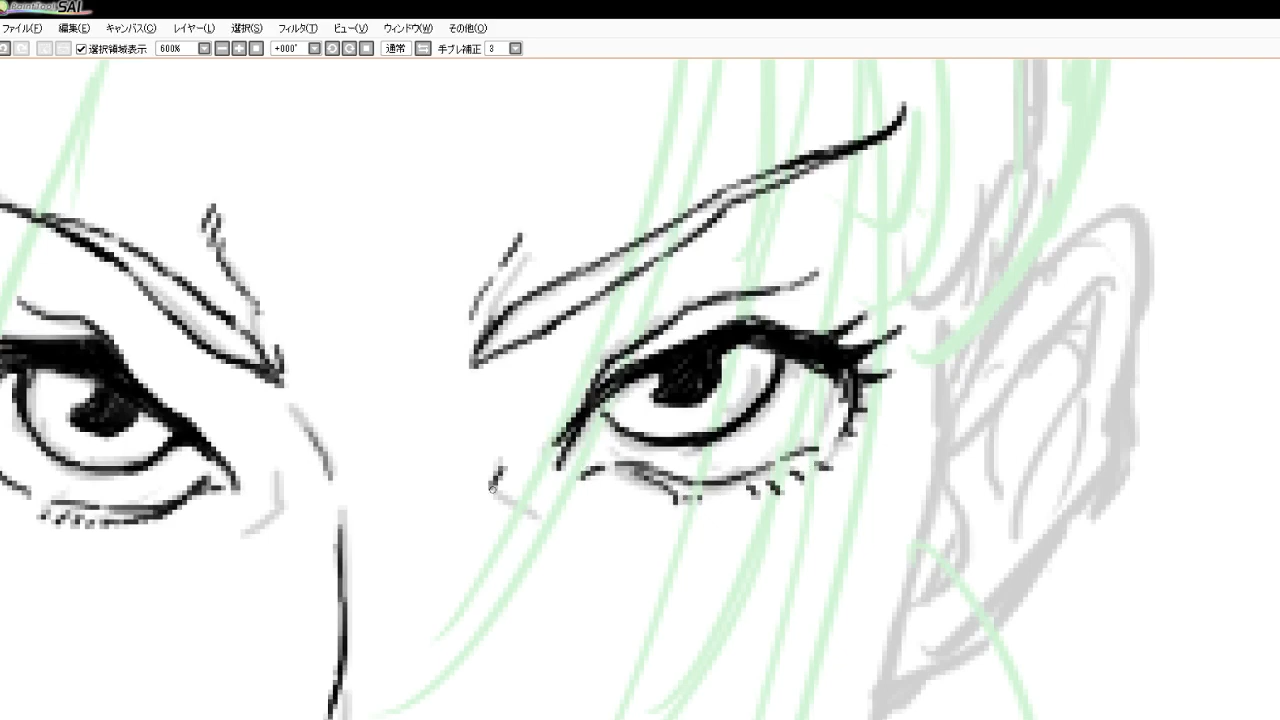 PaintTool SAI
ファイル(F) 編集(E) キャンバス(C) レイヤー(L) 選択(S) フィルタ(T) ビュー(V) ウィンドウ(W) その他(O)
選択領域表示 600% +000° 通常 手ブレ補正 3